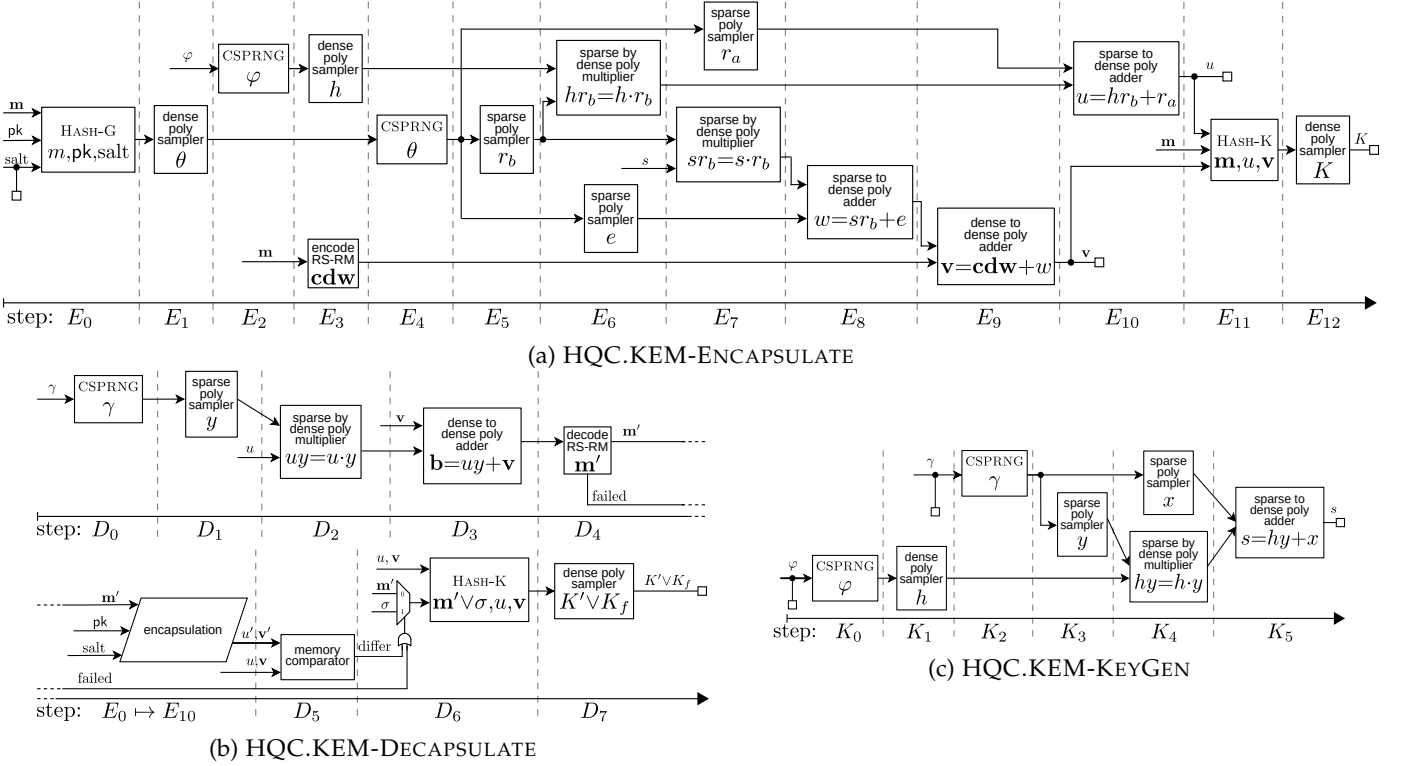 φ
CSPRNG
φ
dense
poly
sampler
h
sparse
poly
sampler
r_a
sparse by
dense poly
multiplier
hr_b=h·r_b
sparse to
dense poly
adder
u=hr_b+r_a
u
m
pk
salt
HASH-G
m,pk,salt
dense
poly
sampler
θ
CSPRNG
θ
sparse
poly
sampler
r_b
s
sparse by
dense poly
multiplier
sr_b=s·r_b
m
HASH-K
m,u,v
dense
poly
sampler
K
K
sparse
poly
sampler
e
sparse to
dense poly
adder
w=sr_b+e
m
encode
RS-RM
cdw
dense to
dense poly
adder
v=cdw+w
v
step: E_0 E_1 E_2 E_3 E_4 E_5 E_6 E_7 E_8 E_9 E_10 E_11 E_12
(a) HQC.KEM-ENCAPSULATE
γ
CSPRNG
γ
sparse
poly
sampler
y
u
sparse by
dense poly
multiplier
uy=u·y
v
dense to
dense poly
adder
b=uy+v
decode
RS-RM
m′
m′
failed
step: D_0 D_1 D_2 D_3 D_4
m′
pk
salt
encapsulation
u′,v′
u,v
memory
comparator
differ
failed
u,v
m′
σ
0
1
HASH-K
m′∨σ,u,v
dense poly
sampler
K′∨K_f
K′∨K_f
step: E_0 ↦ E_10 D_5 D_6 D_7
(b) HQC.KEM-DECAPSULATE
γ
CSPRNG
γ
sparse
poly
sampler
x
sparse
poly
sampler
y
sparse to
dense poly
adder
s=hy+x
s
φ
CSPRNG
φ
dense
poly
sampler
h
sparse by
dense poly
multiplier
hy=h·y
step: K_0 K_1 K_2 K_3 K_4 K_5
(c) HQC.KEM-KEYGEN